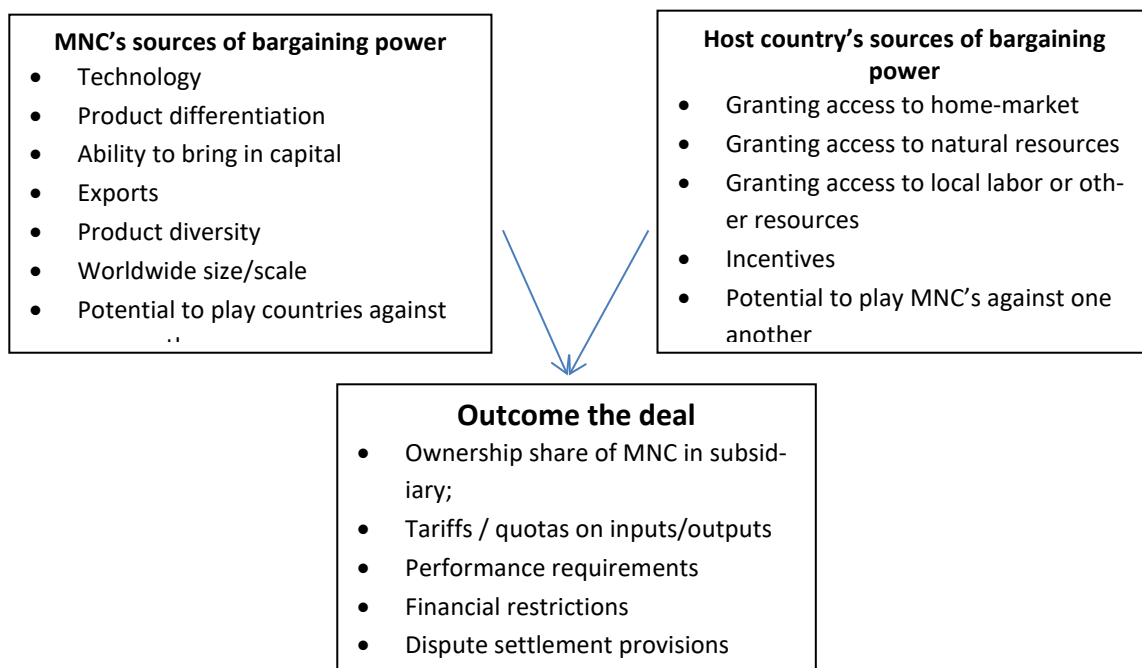 MNC's sources of bargaining power
• Technology
• Product differentiation
• Ability to bring in capital
• Exports
• Product diversity
• Worldwide size/scale
• Potential to play countries against
Host country's sources of bargaining
power
• Granting access to home-market
• Granting access to natural resources
• Granting access to local labor or oth-
er resources
• Incentives
• Potential to play MNC's against one
another
Outcome the deal
• Ownership share of MNC in subsid-
iary;
• Tariffs / quotas on inputs/outputs
• Performance requirements
• Financial restrictions
• Dispute settlement provisions